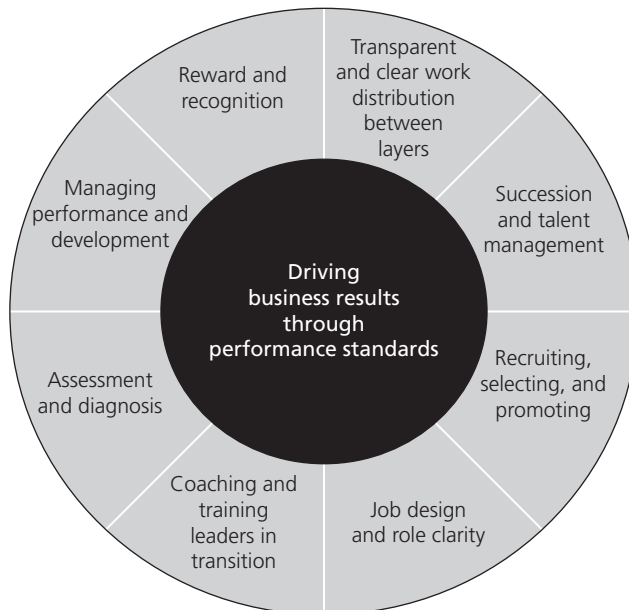 Reward and
recognition
Transparent
and clear work
distribution
between
layers
Succession
and talent
management
Recruiting,
selecting, and
promoting
Job design
and role clarity
Coaching and
training
leaders in
transition
Assessment
and diagnosis
Managing
performance and
development
Driving
business results
through
performance standards